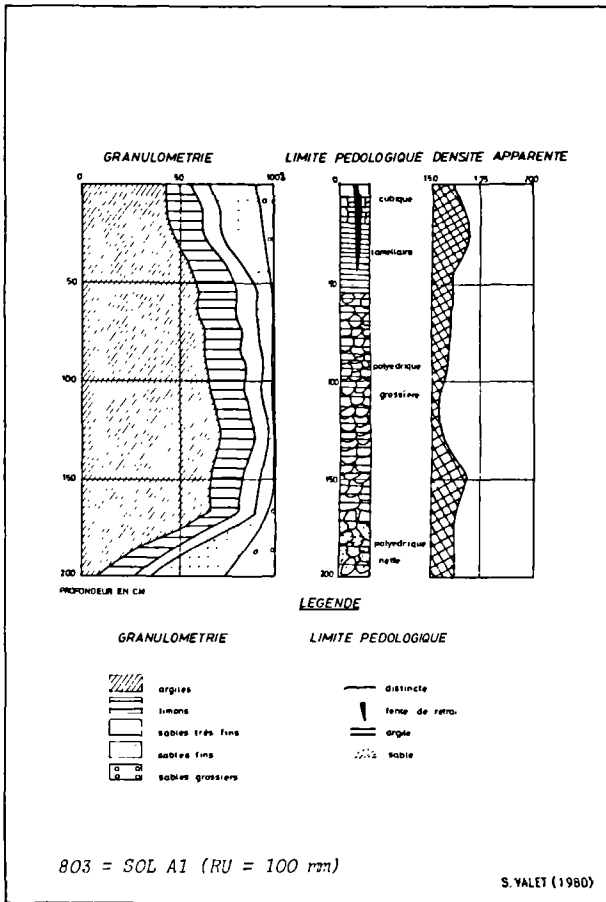 GRANULOMETRIE
LIMITE PEDOLOGIQUE
DENSITE APPARENTE
0 50 100%
0
150 175 200
cubique
lamellaire
50
50
polyedrique
100
100
grossière
150
150
polyedrique
nette
200
200
PROFONDEUR EN CM
LEGENDE
GRANULOMETRIE
LIMITE PEDOLOGIQUE
argiles
limons
sables très fins
sables fins
sables grossiers
distincte
fente de retrai
argile
sable
803 = SOL A1 (RU = 100 mm)
S. VALET (1980)